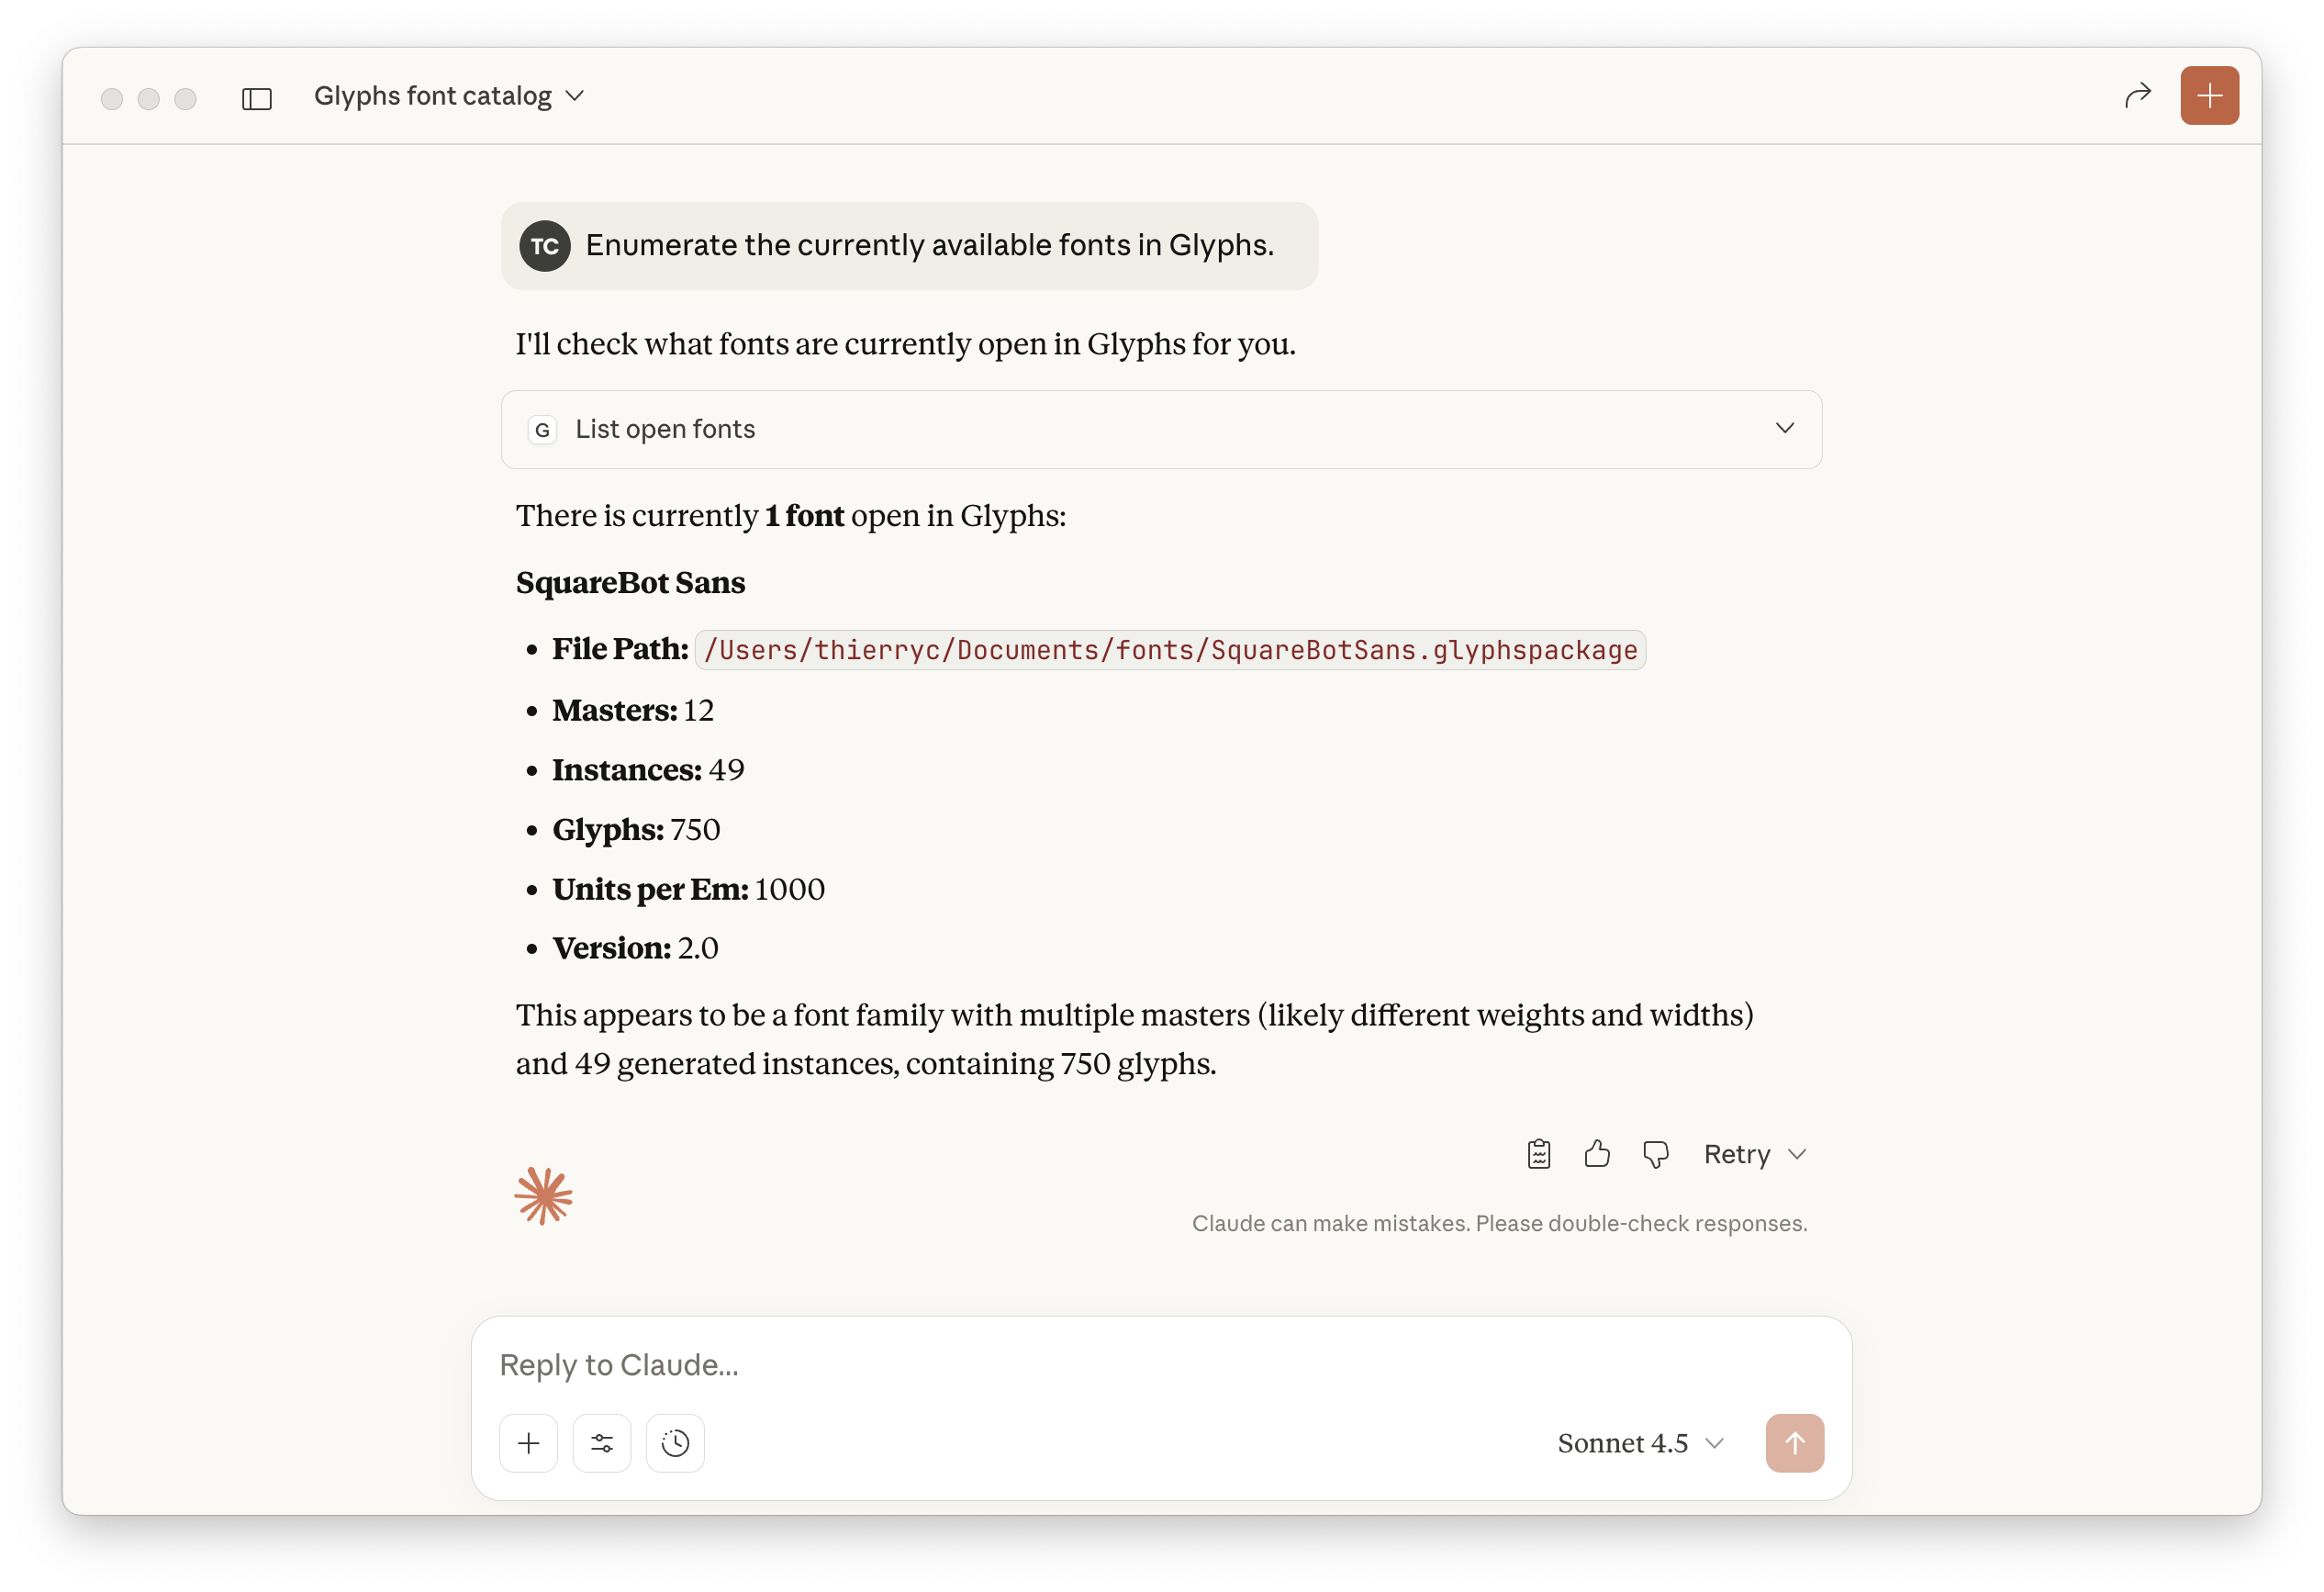 Glyphs font catalog
TC Enumerate the currently available fonts in Glyphs.
I'll check what fonts are currently open in Glyphs for you.
G List open fonts
There is currently 1 font open in Glyphs:
SquareBot Sans
• File Path: /Users/thierryc/Documents/fonts/SquareBotSans.glyphspackage
• Masters: 12
• Instances: 49
• Glyphs: 750
• Units per Em: 1000
• Version: 2.0
This appears to be a font family with multiple masters (likely different weights and widths)
and 49 generated instances, containing 750 glyphs.
Retry
Claude can make mistakes. Please double-check responses.
Reply to Claude...
Sonnet 4.5